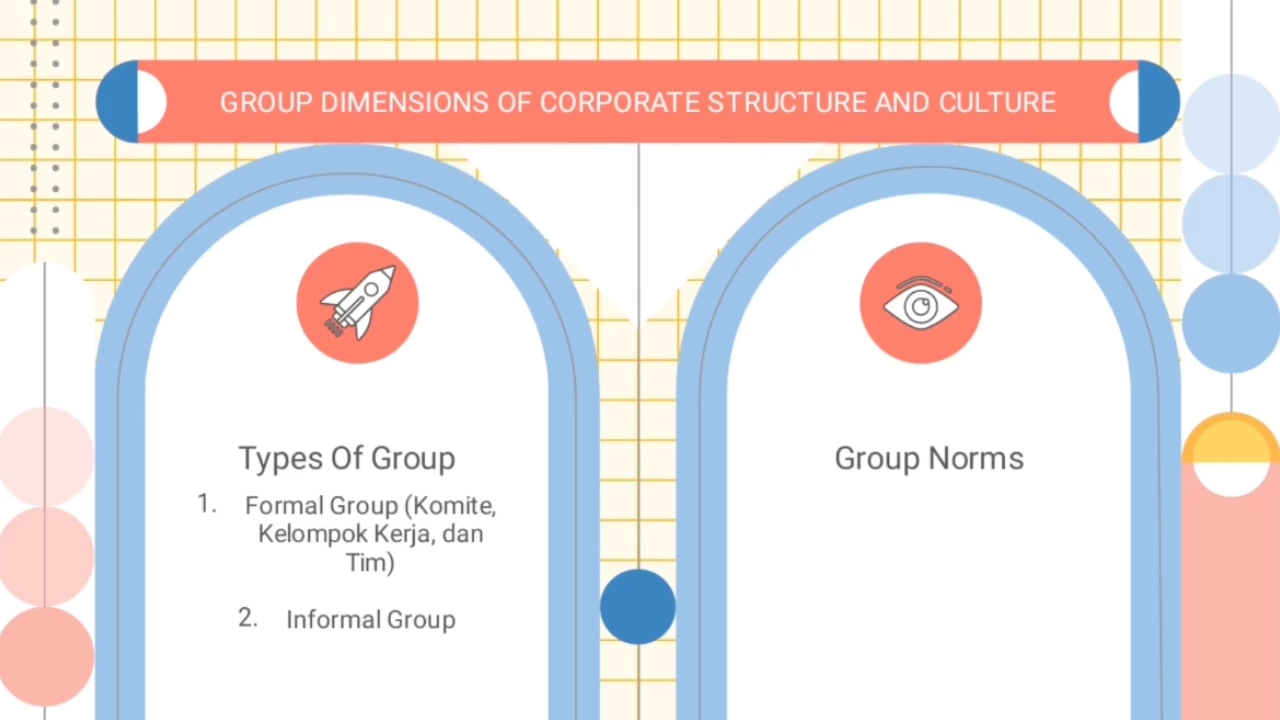 GROUP DIMENSIONS OF CORPORATE STRUCTURE AND CULTURE
Types Of Group
1. Formal Group (Komite,
Kelompok Kerja, dan
Tim)
2. Informal Group
Group Norms